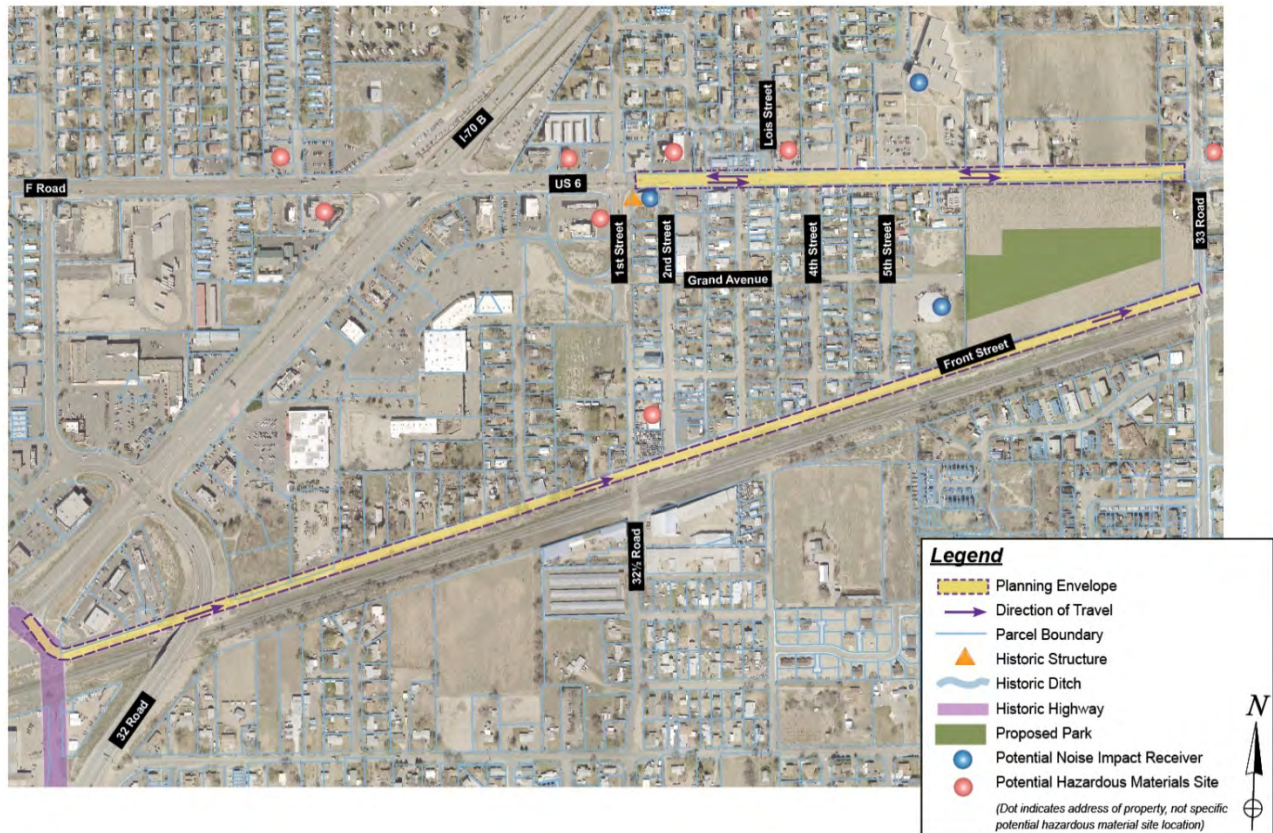 I-70 B
Lois Street
F Road
US 6
1st Street
2nd Street
Grand Avenue
4th Street
5th Street
33 Road
Front Street
32½ Road
32 Road
Legend
Planning Envelope
Direction of Travel
Parcel Boundary
Historic Structure
Historic Ditch
Historic Highway
Proposed Park
Potential Noise Impact Receiver
Potential Hazardous Materials Site
(Dot indicates address of property, not specific
potential hazardous material site location)
N